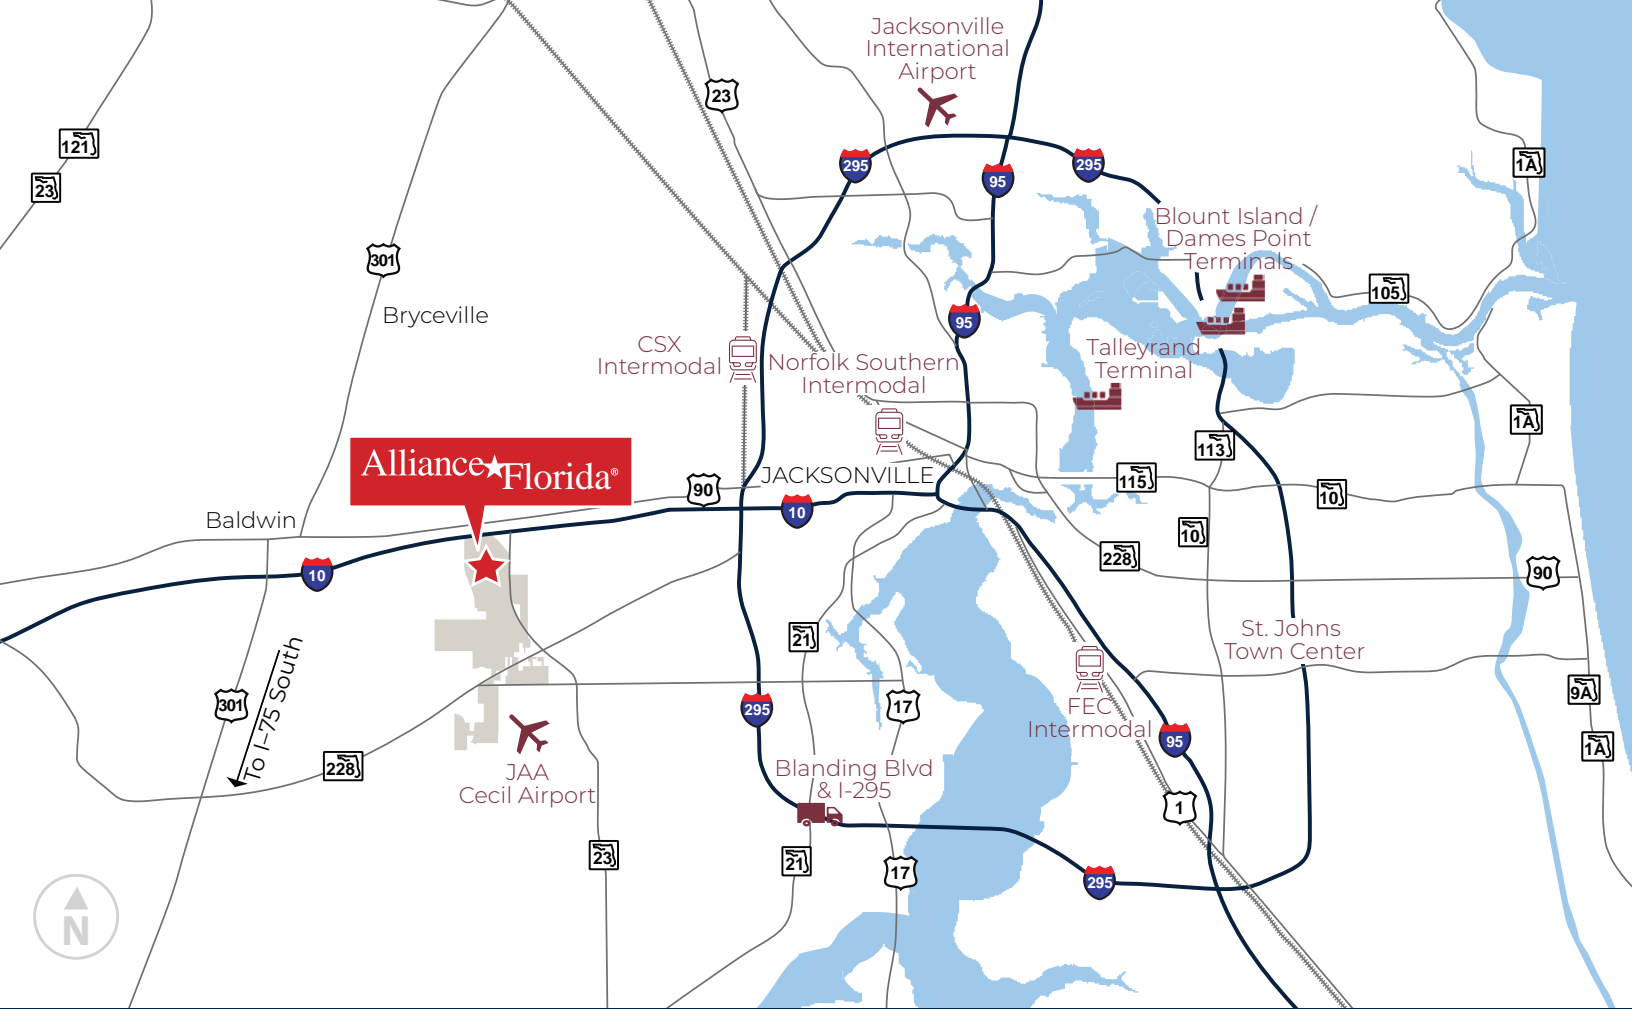 Jacksonville
International
Airport
23
121
23
295
95
295
1A
Blount Island /
Dames Point
Terminals
301
105
Bryceville
95
CSX
Intermodal
Norfolk Southern
Intermodal
Talleyrand
Terminal
1A
113
Alliance★Florida®
JACKSONVILLE
90
115
10
10
Baldwin
10
10
228
90
21
St. Johns
Town Center
To I-75 South
301
295
17
FEC
Intermodal
9A
95
1A
228
JAA
Cecil Airport
Blanding Blvd
& I-295
1
23
21
17
295
N